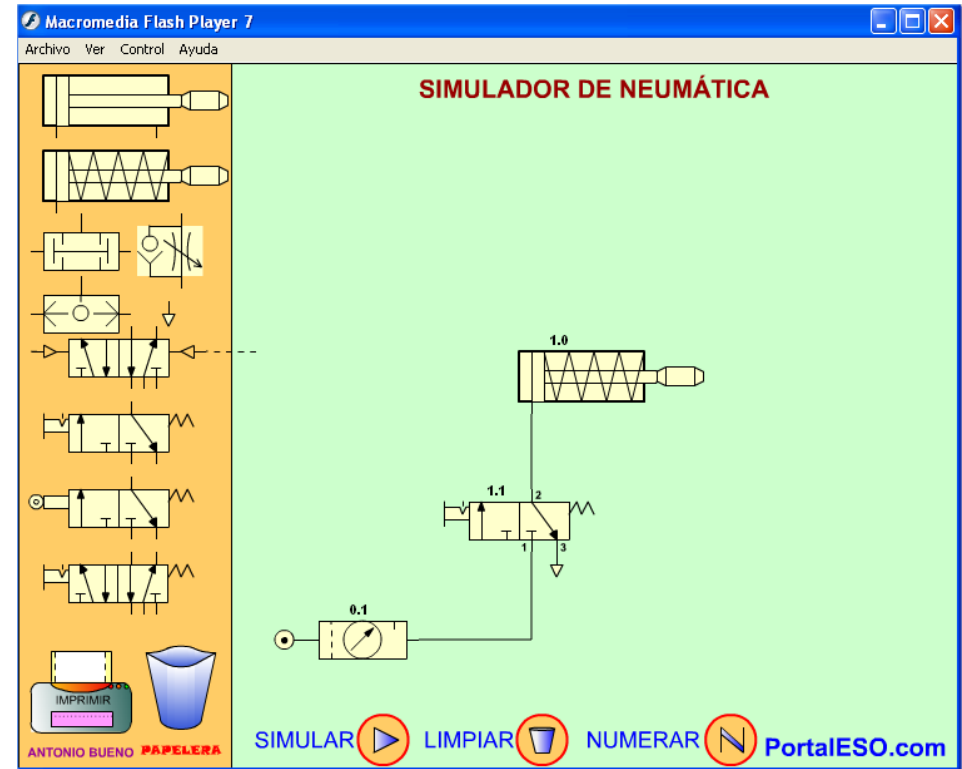 Macromedia Flash Player 7
Archivo Ver Control Ayuda
SIMULADOR DE NEUMÁTICA
1.0
1.1
2
1
3
0.1
IMPRIMIR
ANTONIO BUENO PAPELERA
SIMULAR LIMPIAR NUMERAR N PortalESO.com